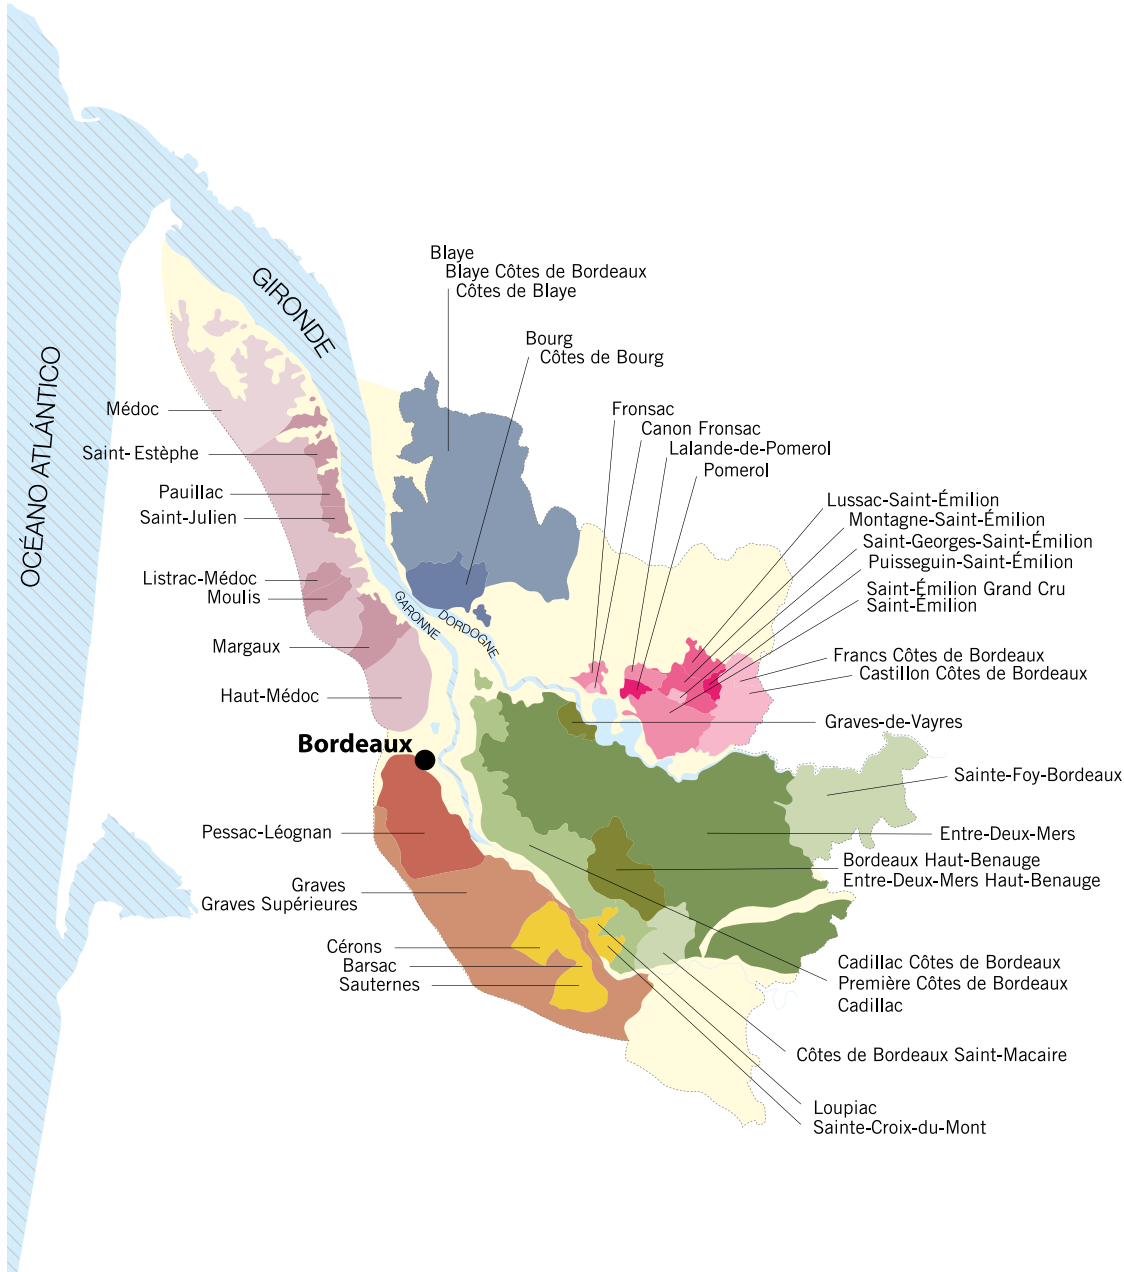 Blaye
Blaye Côtes de Bordeaux
Côtes de Blaye
GIRONDE
Bourg
Côtes de Bourg
OCÉANO ATLÁNTICO
Médoc
Saint-Estèphe
Pauillac
Saint-Julien
Listrac-Médoc
Moulis
Margaux
Haut-Médoc
GARONNE
DORDOGNE
Fronsac
Canon Fronsac
Lalande-de-Pomerol
Pomerol
Lussac-Saint-Émilion
Montagne-Saint-Émilion
Saint-Georges-Saint-Émilion
Puisseguin-Saint-Émilion
Saint-Émilion Grand Cru
Saint-Émilion
Francs Côtes de Bordeaux
Castillon Côtes de Bordeaux
Graves-de-Vayres
Bordeaux
Sainte-Foy-Bordeaux
Pessac-Léognan
Entre-Deux-Mers
Bordeaux Haut-Benauge
Entre-Deux-Mers Haut-Benauge
Graves
Graves Supérieures
Cérons
Barsac
Sauternes
Cadillac Côtes de Bordeaux
Première Côtes de Bordeaux
Cadillac
Côtes de Bordeaux Saint-Macaire
Loupiac
Sainte-Croix-du-Mont